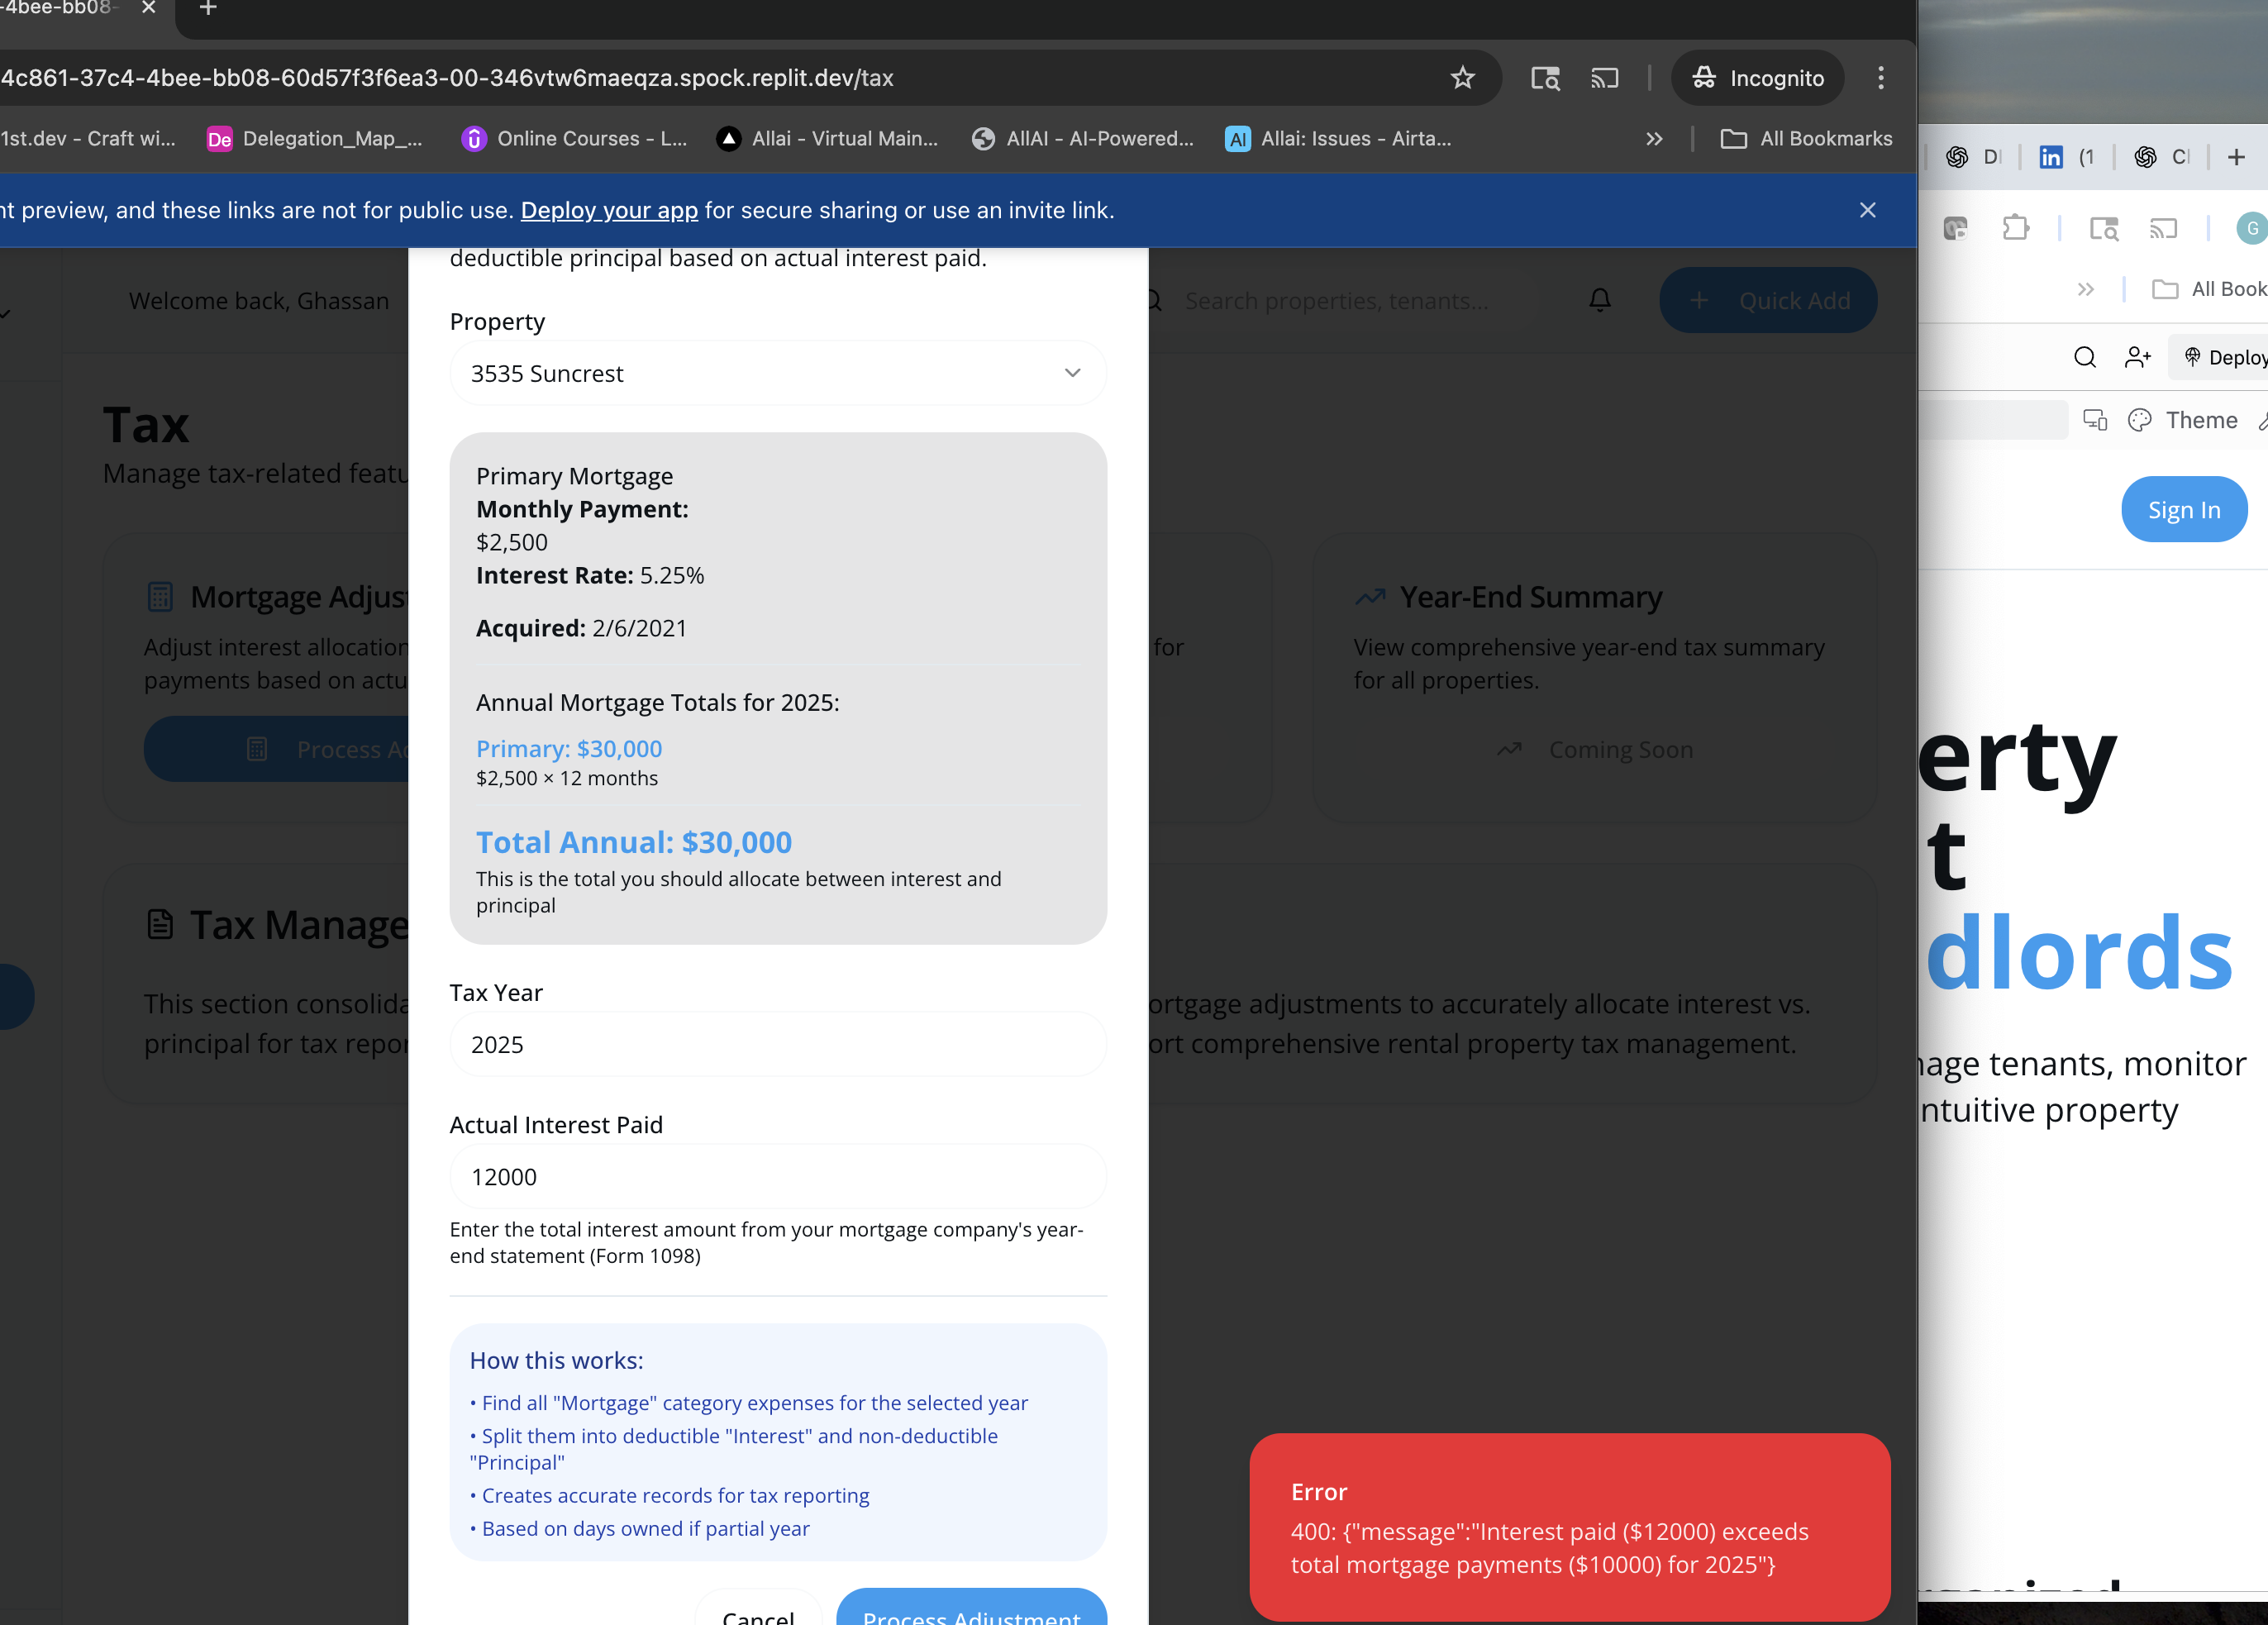 -4bee-bb08-
4c861-37c4-4bee-bb08-60d57f3f6ea3-00-346vtw6maeqza.spock.replit.dev/tax
Incognito
1st.dev - Craft wi...
De
Delegation_Map_...
Online Courses - L...
Allai - Virtual Main...
AllAI - AI-Powered...
AI
Allai: Issues - Airta...
All Bookmarks
nt preview, and these links are not for public use. Deploy your app for secure sharing or use an invite link.
Welcome back, Ghassan
Search properties, tenants...
Quick Add
Tax
Manage tax-related featu
Mortgage Adjus
Adjust interest allocation
payments based on actu
Process Ad
for
Year-End Summary
View comprehensive year-end tax summary
for all properties.
Coming Soon
Tax Manage
This section consolida
principal for tax repor
ortgage adjustments to accurately allocate interest vs.
ort comprehensive rental property tax management.
deductible principal based on actual interest paid.
Property
3535 Suncrest
Primary Mortgage
Monthly Payment:
$2,500
Interest Rate: 5.25%
Acquired: 2/6/2021
Annual Mortgage Totals for 2025:
Primary: $30,000
$2,500 × 12 months
Total Annual: $30,000
This is the total you should allocate between interest and
principal
Tax Year
2025
Actual Interest Paid
12000
Enter the total interest amount from your mortgage company's year-
end statement (Form 1098)
How this works:
• Find all "Mortgage" category expenses for the selected year
• Split them into deductible "Interest" and non-deductible
"Principal"
• Creates accurate records for tax reporting
• Based on days owned if partial year
Cancel
Process Adjustment
Error
400: {"message":"Interest paid ($12000) exceeds
total mortgage payments ($10000) for 2025"}
in
(1
G
All Book
Deploy
Theme
Sign In
erty
t
dlords
nage tenants, monitor
ntuitive property